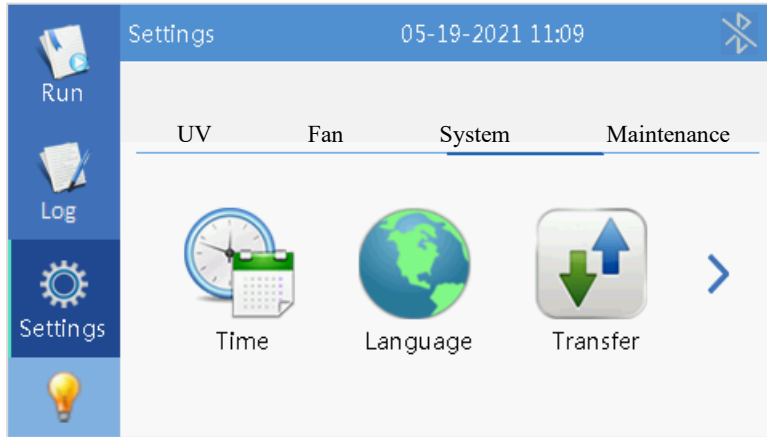 Settings 05-19-2021 11:09
Run
UV Fan System Maintenance
Log
Settings
Time Language Transfer